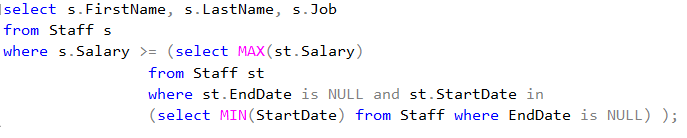 select s.FirstName, s.LastName, s.Job
from Staff s
where s.Salary >= (select MAX(st.Salary)
from Staff st
where st.EndDate is NULL and st.StartDate in
(select MIN(StartDate) from Staff where EndDate is NULL) );